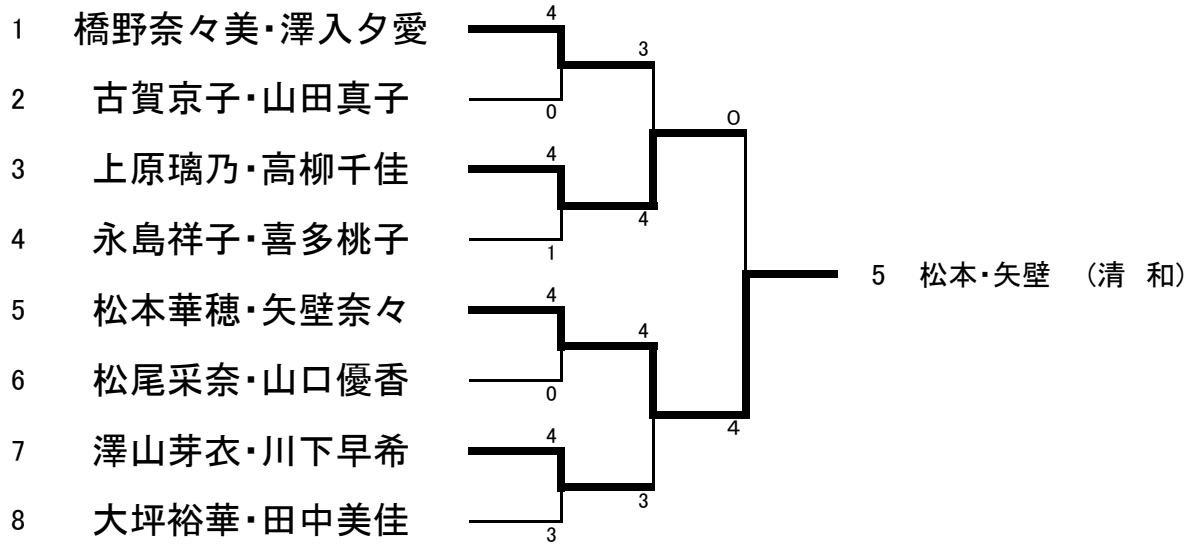 4
1 橋野奈々美・澤入夕愛
3
2 古賀京子・山田真子
0
0
4
3 上原璃乃・高柳千佳
4
4 永島祥子・喜多桃子
1
5 松本・矢壁 （清 和）
4
5 松本華穂・矢壁奈々
4
6 松尾采奈・山口優香
0
4
4
7 澤山芽衣・川下早希
3
8 大坪裕華・田中美佳
3